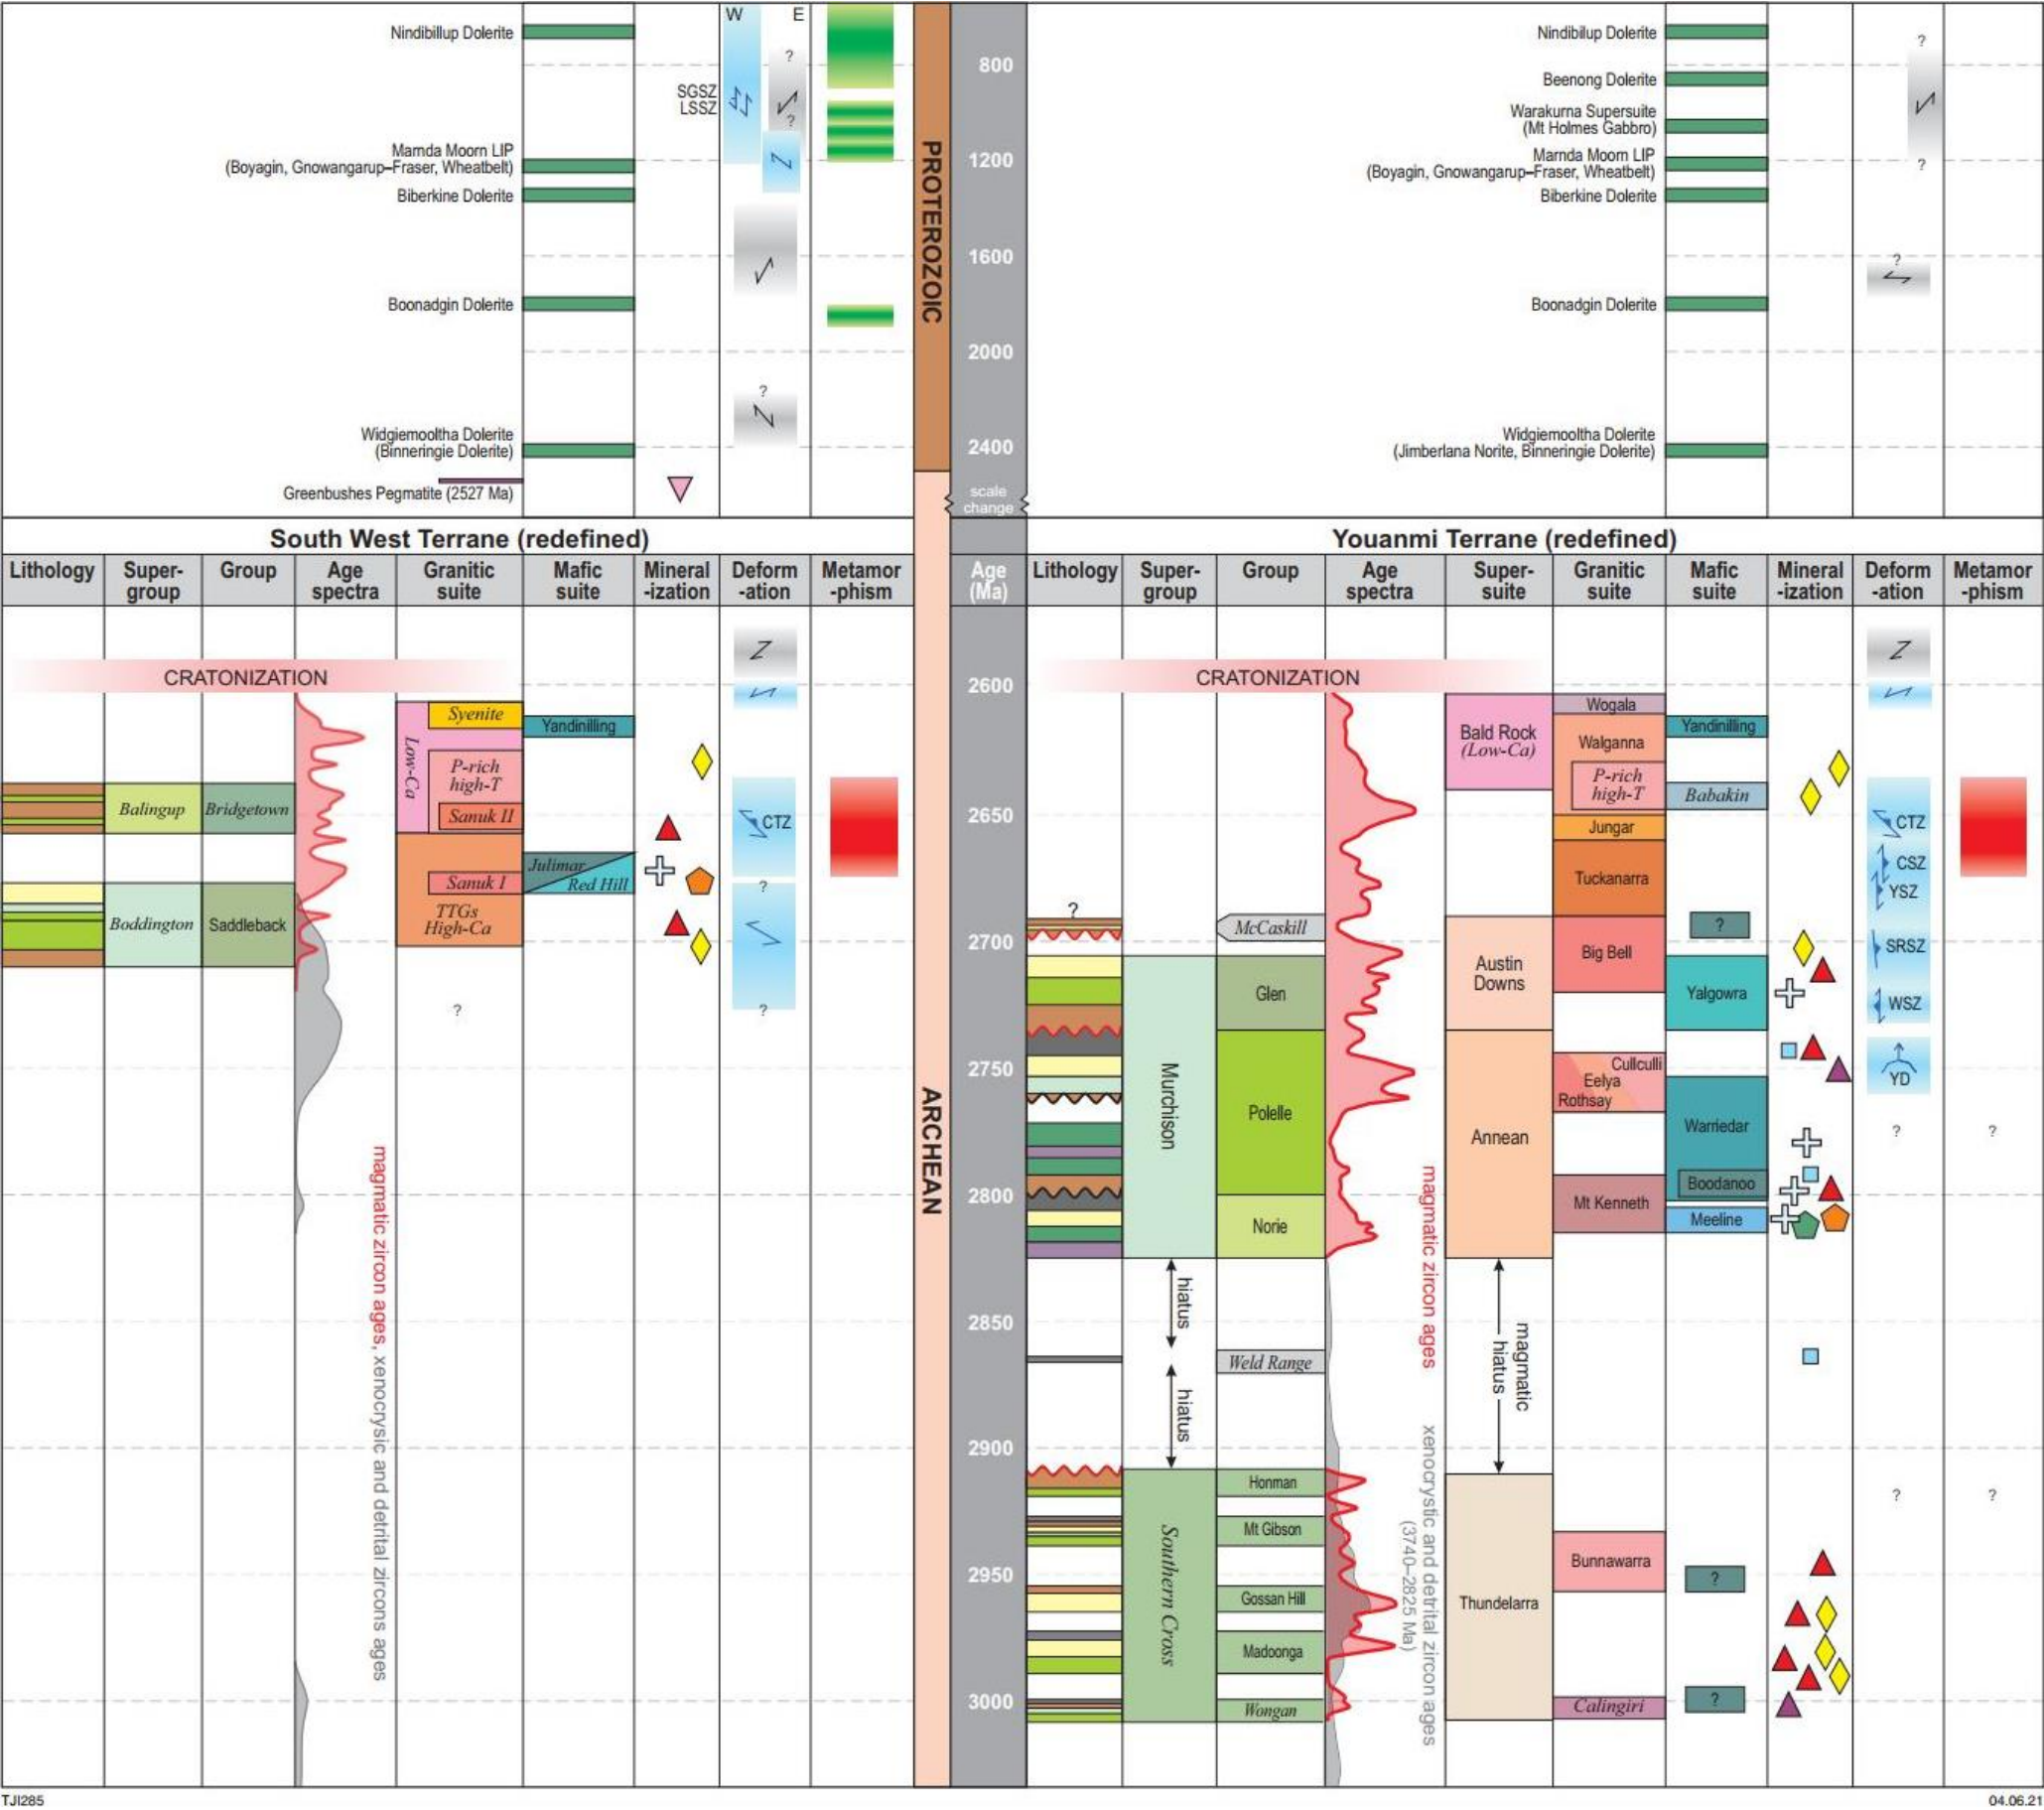 W E
Nindibillup Dolerite
?
SGSZ
LSSZ
?
Marnda Moorn LIP
(Boyagin, Gnowangarup–Fraser, Wheatbelt)
Biberkine Dolerite
Boonadgin Dolerite
?
Widgiemooltha Dolerite
(Binneringie Dolerite)
Greenbushes Pegmatite (2527 Ma)
PROTEROZOIC
ARCHEAN
800
1200
1600
2000
2400
scale
change
Nindibilup Dolerite
?
Beenong Dolerite
Warakurna Supersuite
(Mt Holmes Gabbro)
Marnda Moorn LIP
(Boyagin, Gnowangarup–Fraser, Wheatbelt)
?
Biberkine Dolerite
?
Boonadgin Dolerite
Widgiemooltha Dolerite
(Jimberlana Norite, Binneringie Dolerite)
South West Terrane (redefined)
Lithology
Super-
group
Group
Age
spectra
Granitic
suite
Mafic
suite
Mineral
-ization
Deform
-ation
Metamor
-phism
CRATONIZATION
Balingup
Boddington
Bridgetown
Saddleback
magmatic zircon ages, xenocrysic and detrital zircons ages
Low-Ca
Syenite
P-rich
high-T
Sanuk II
Sanuk I
TTGs
High-Ca
?
Yandinilling
Julimar
Red Hill
CTZ
?
?
Age
(Ma)
2600
2650
2700
2750
2800
2850
2900
2950
3000
Youanmi Terrane (redefined)
Lithology
Super-
group
Group
Age
spectra
Super-
suite
Granitic
suite
Mafic
suite
Mineral
-ization
Deform
-ation
Metamor
-phism
CRATONIZATION
?
Murchison
hiatus
hiatus
Southern Cross
McCaskill
Glen
Polelle
Norie
Weld Range
Honman
Mt Gibson
Gossan Hill
Madoonga
Wongan
magmatic zircon ages
xenocrystic and detrital zircon ages
(3740–2825 Ma)
Bald Rock
(Low-Ca)
Austin
Downs
Annean
magmatic
hiatus
Thundelarra
Wogala
Walganna
P-rich
high-T
Jungar
Tuckanarra
Big Bell
Cullculli
Eelya
Rothsay
Mt Kenneth
Bunnawarra
Calingiri
Yandinilling
Babakin
?
Yalgowra
Warriedar
Boodanoo
Meeline
?
?
CTZ
CSZ
YSZ
SRSZ
WSZ
YD
?
?
?
?
TJI285
04.06.21